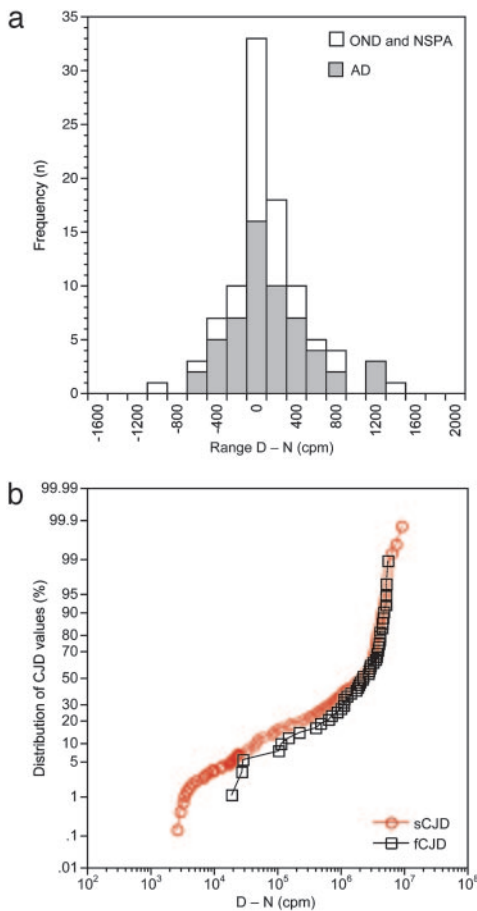 a
35
30
25
20
15
10
5
0
Frequency (n)
OND and NSPA
AD
-1600 -1200 -800 -400 0 400 800 1200 1600 2000
Range D – N (cpm)
b
99.99
99.9
99
95
90
80
70
50
30
20
10
5
1
.1
.01
Distribution of CJD values (%)
sCJD
fCJD
10² 10³ 10⁴ 10⁵ 10⁶ 10⁷ 10⁸
D – N (cpm)